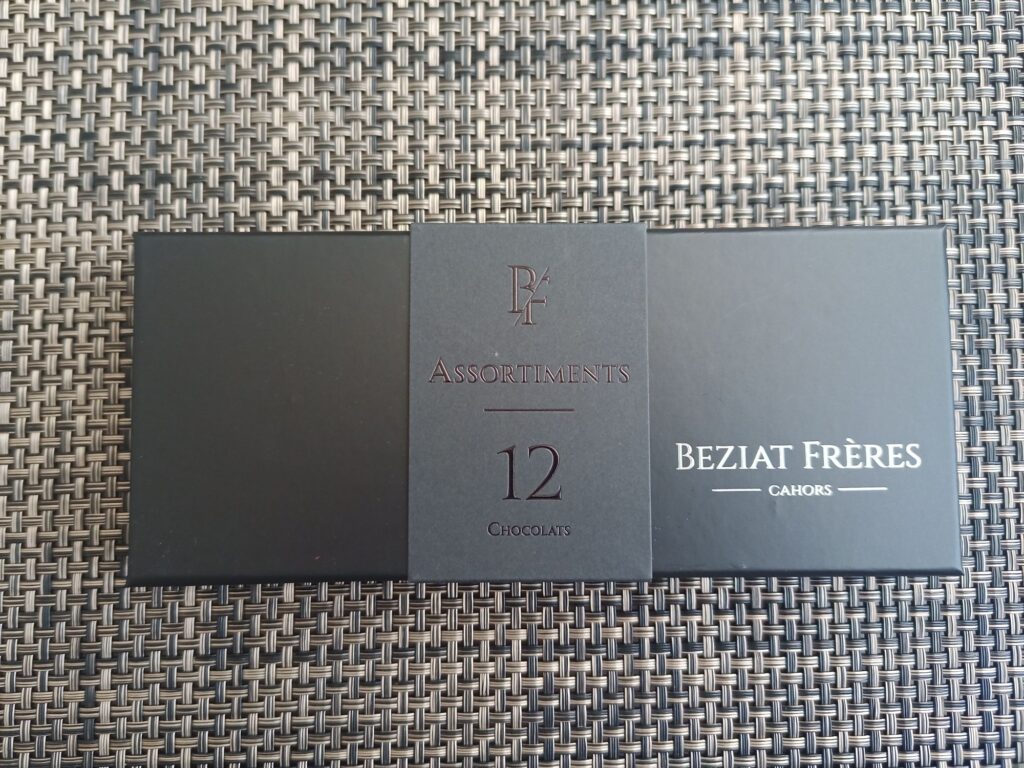 BF
ASSORTIMENTS
12
CHOCOLATS
BEZIAT FRÈRES
CAHORS